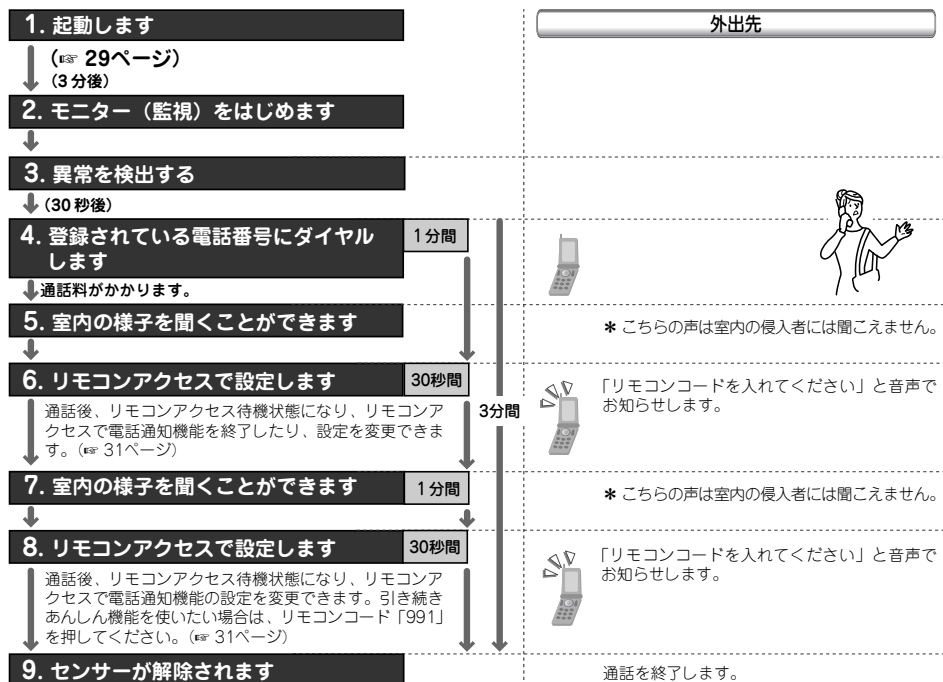 1. 起動します
外出先
(☞ 29ページ)
(3分後)
2. モニター（監視）をはじめます
3. 異常を検出する
(30秒後)
4. 登録されている電話番号にダイヤル
します
1分間
通話料がかかります。
5. 室内の様子を聞くことができます
＊こちらの声は室内の侵入者には聞こえません。
6. リモコンアクセスで設定します
30秒間
通話後、リモコンアクセス待機状態になり、リモコンア
クセスで電話通知機能を終了したり、設定を変更できま
す。(☞ 31ページ)
3分間
「リモコンコードを入れてください」と音声で
お知らせします。
7. 室内の様子を聞くことができます
1分間
＊こちらの声は室内の侵入者には聞こえません。
8. リモコンアクセスで設定します
30秒間
通話後、リモコンアクセス待機状態になり、リモコンア
クセスで電話通知機能の設定を変更できます。引き続き
あんしん機能を使いたい場合は、リモコンコード「991」
を押してください。(☞ 31ページ)
「リモコンコードを入れてください」と音声で
お知らせします。
9. センサーが解除されます
通話を終了します。